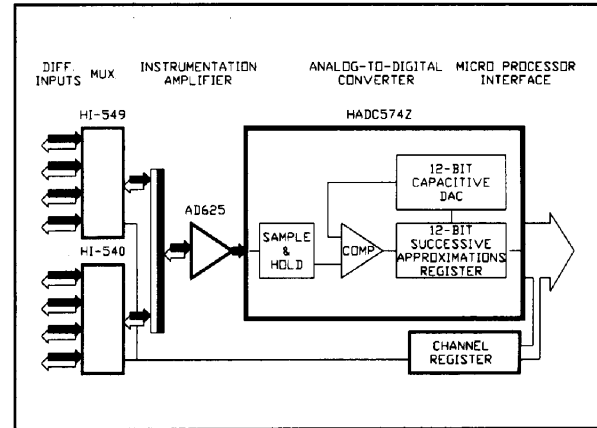 DIFF. INPUTS
MUX
INSTRUMENTATION AMPLIFIER
ANALOG-TO-DIGITAL CONVERTER
MICRO PROCESSOR INTERFACE
HI-549
HADC574Z
12-BIT
CAPACITIVE
DAC
AD625
SAMPLE
&
HOLD
COMP
12-BIT
SUCCESSIVE
APPROXIMATIONS
REGISTER
HI-540
CHANNEL
REGISTER